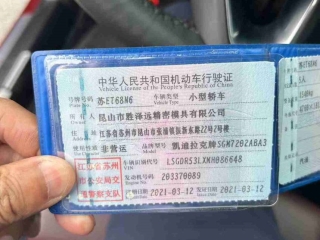 中华人民共和国机动车行驶证
Vehicle License of the People's Republic of China
号牌号码 苏ET68N6 车辆类型 小型轿车
Plate No. Vehicle Type
所有人 昆山市胜泽远精密模具有限公司
Owner
住址 江苏省苏州市昆山市张浦镇振新东路22号7号楼
Address
使用性质 非营运 品牌型号 凯迪拉克牌SGM7202ABA3
江苏省苏州
市公安局交
通警察支队
车辆识别代号 LSGDRS3LXNH086648
VIN
发动机号码 203370089
Engine No.
注册日期 2021-03-12 发证日期 2021-03-12